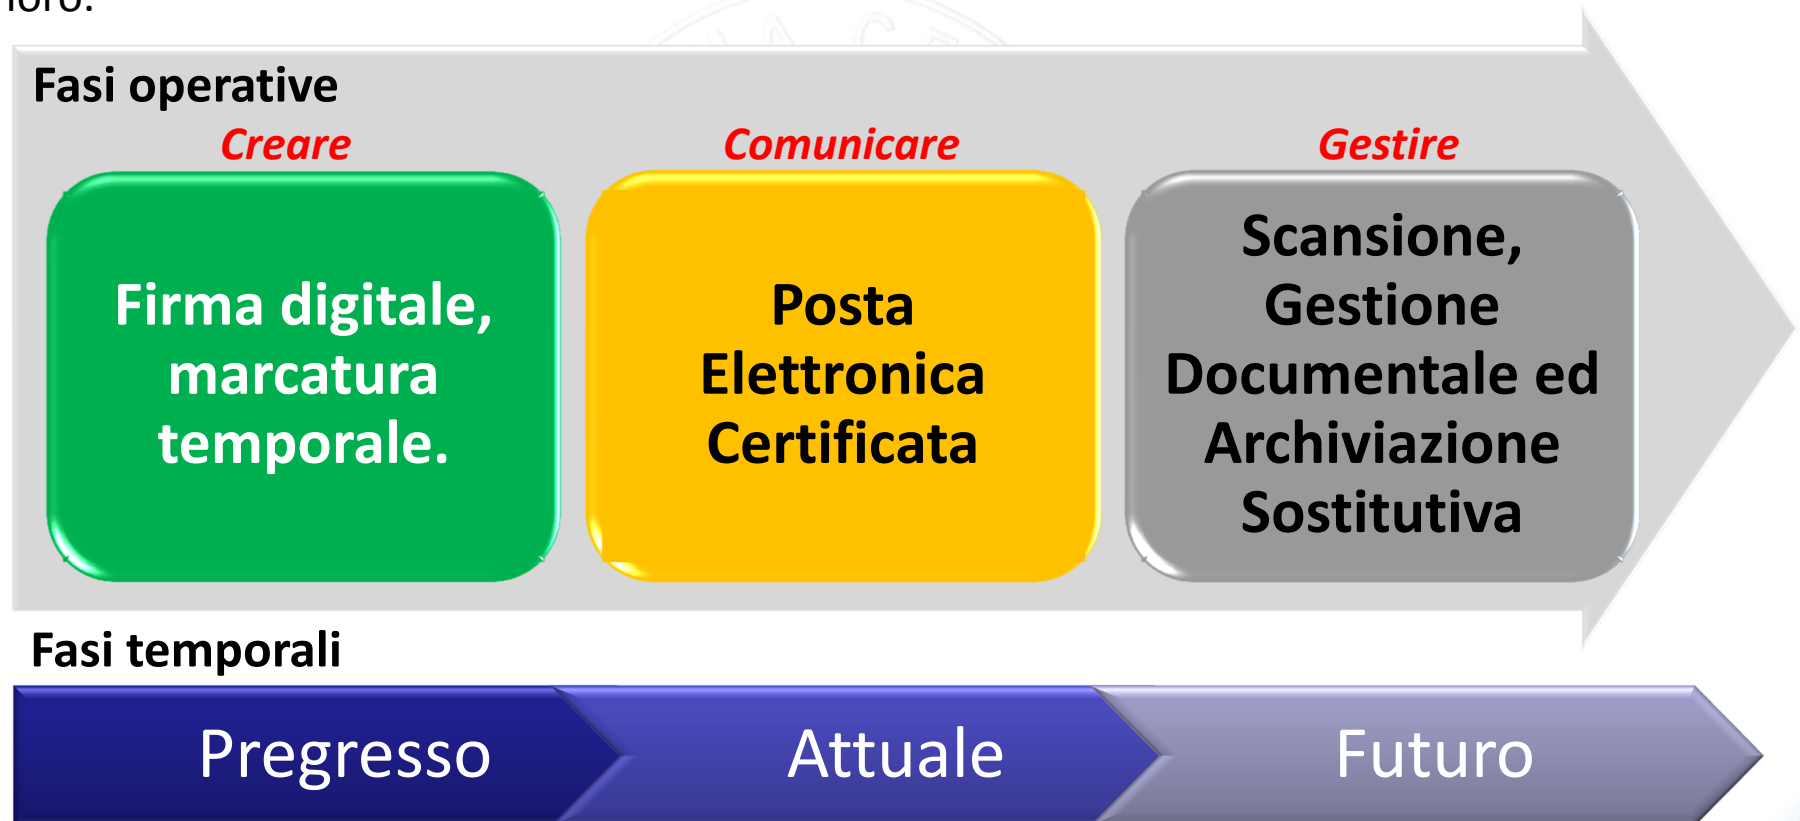 loro.
Fasi operative
Creare
Comunicare
Gestire
Firma digitale,
marcatura
temporale.
Posta
Elettronica
Certificata
Scansione,
Gestione
Documentale ed
Archiviazione
Sostitutiva
Fasi temporali
Pregresso
Attuale
Futuro